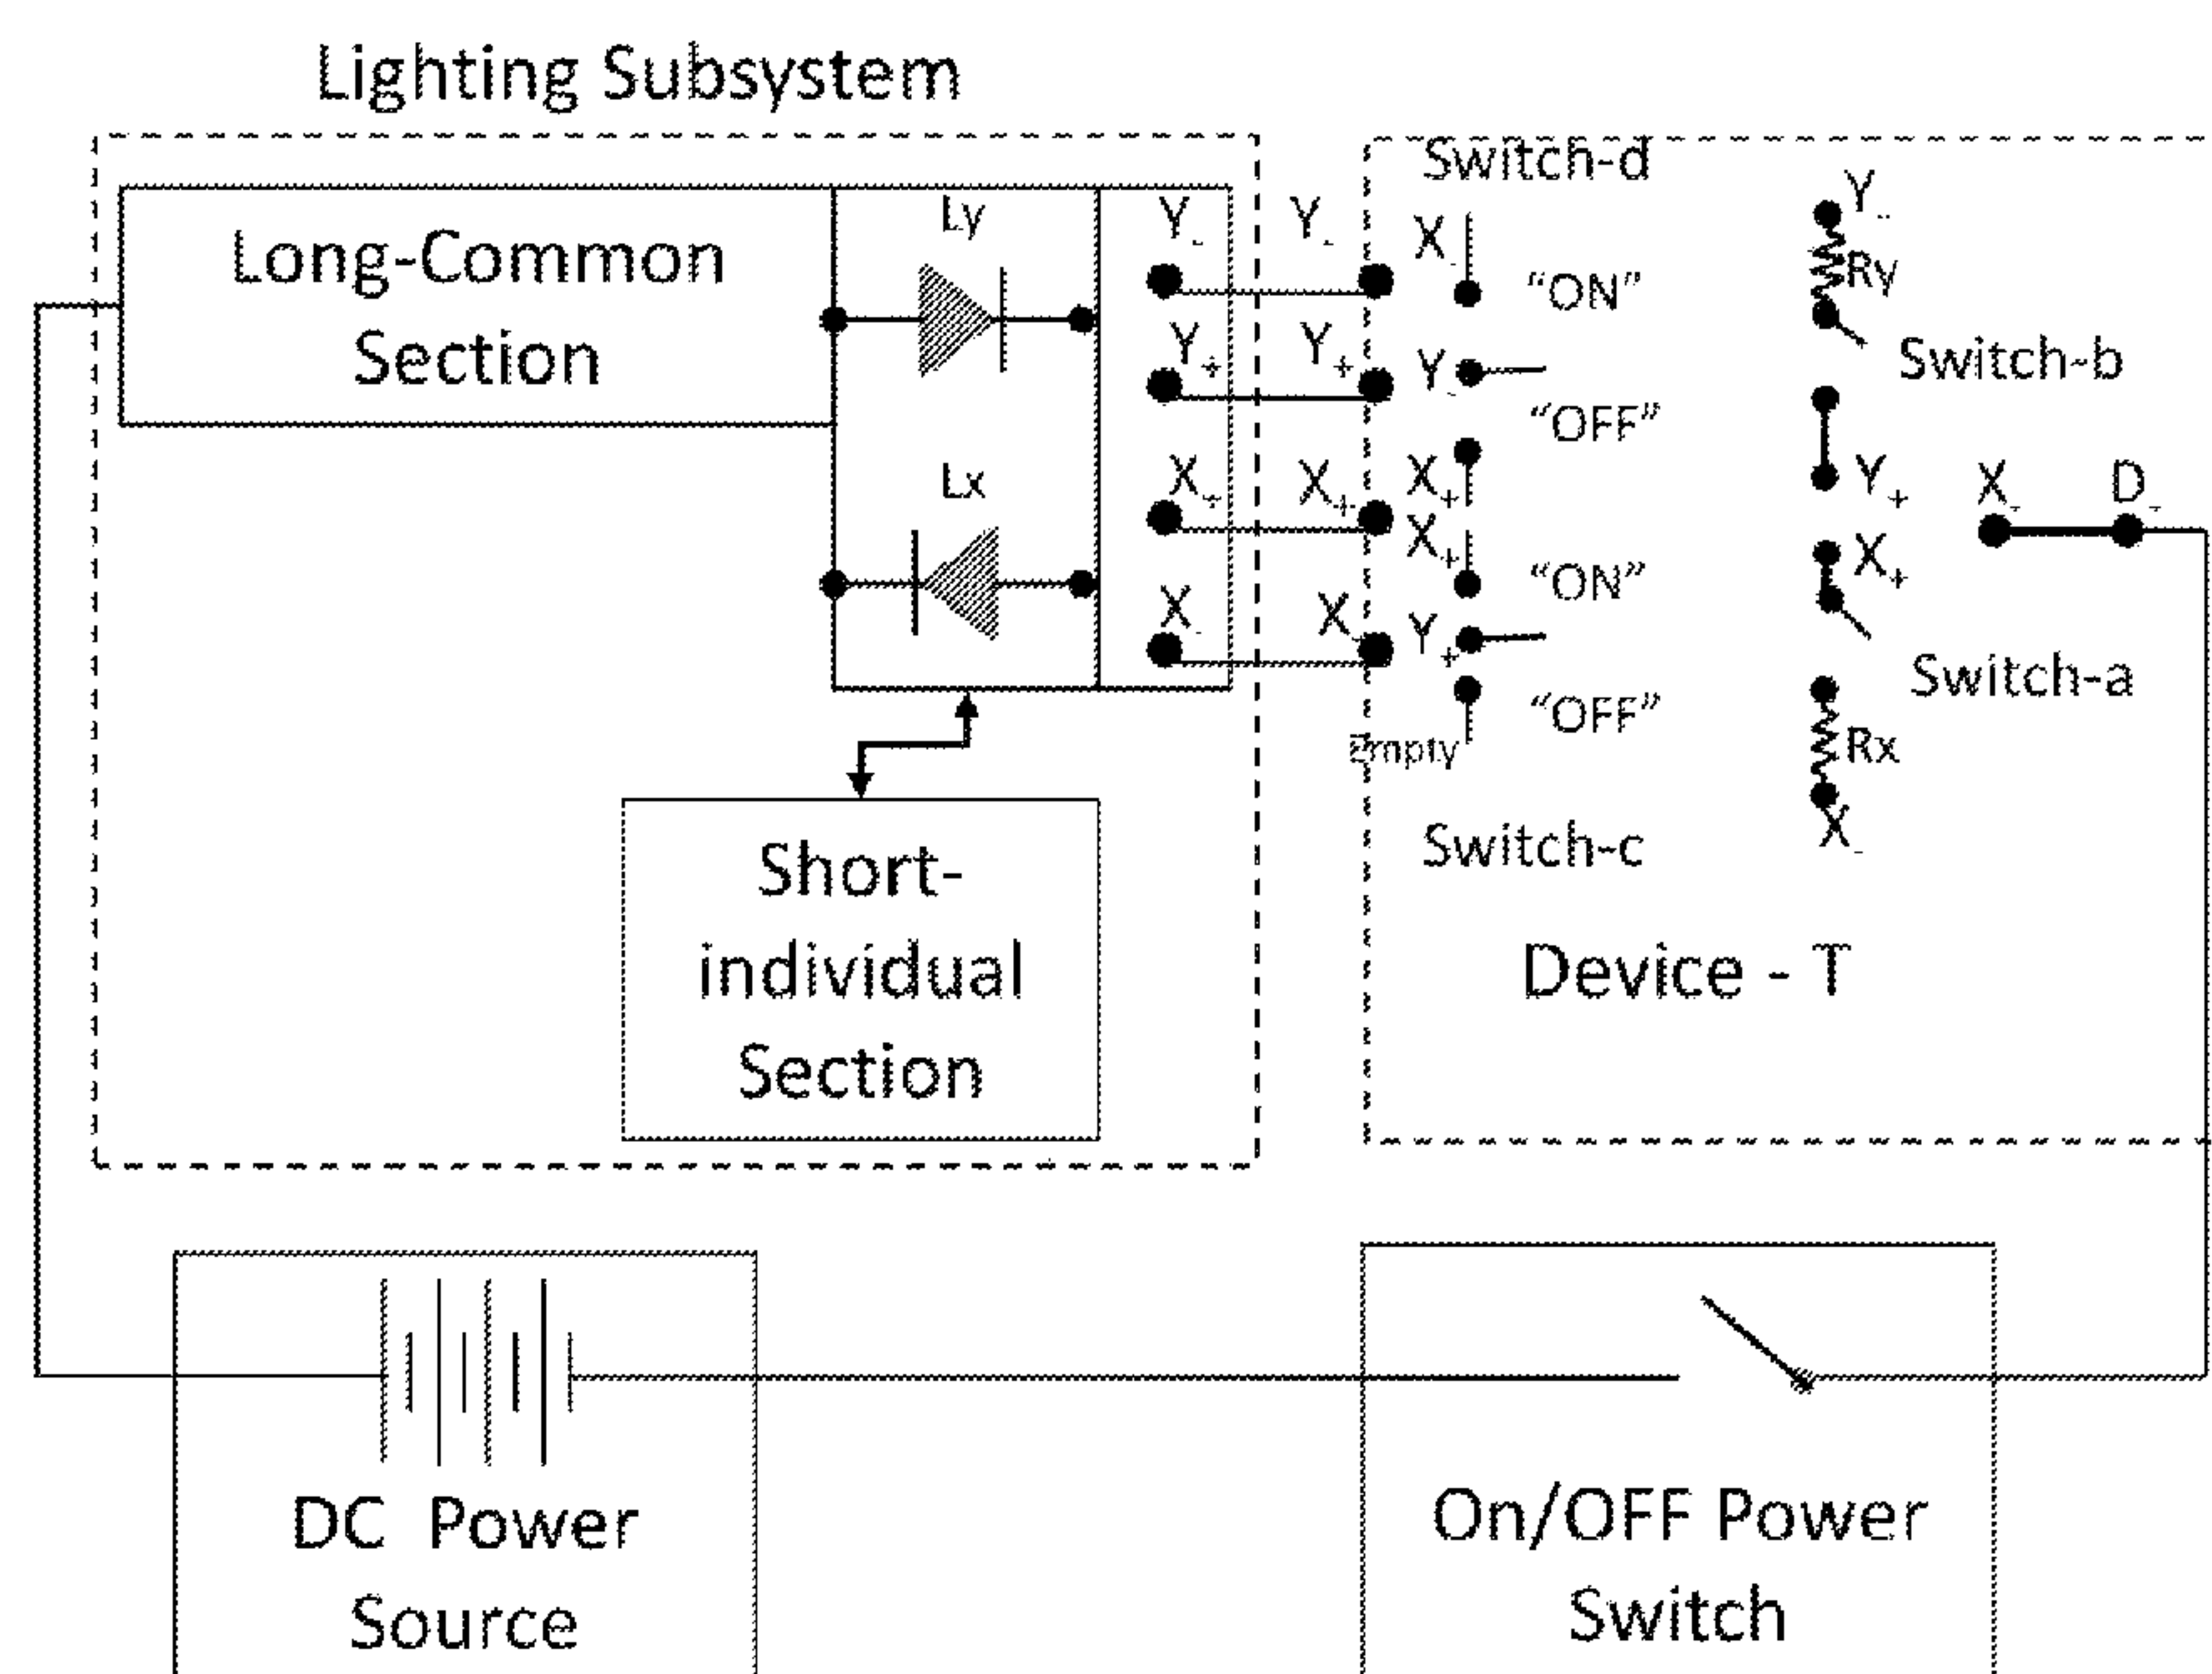 Lighting Subsystem
Long-Common
Section
Ly
Lx
Y-
Y+
X+
X-
Y-
Y+
X+
X-
Short-
individual
Section
Switch-d
X-
"ON"
Y-
"OFF"
X+
X+
"ON"
Y+
"OFF"
Empty
Switch-c
Y-
Ry
Switch-b
Y+
X+
Switch-a
Rx
X-
X-
D-
Device - T
DC Power
Source
On/OFF Power
Switch